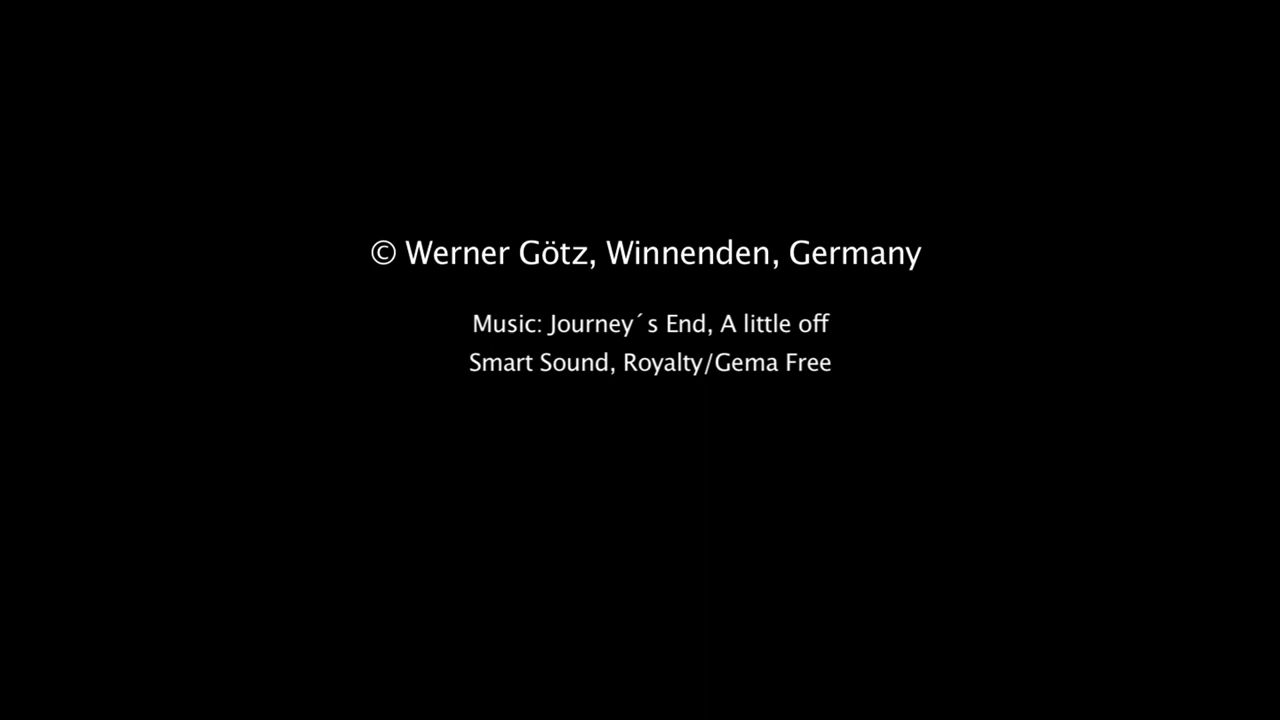 © Werner Götz, Winnenden, Germany
Music: Journey´s End, A little off
Smart Sound, Royalty/Gema Free